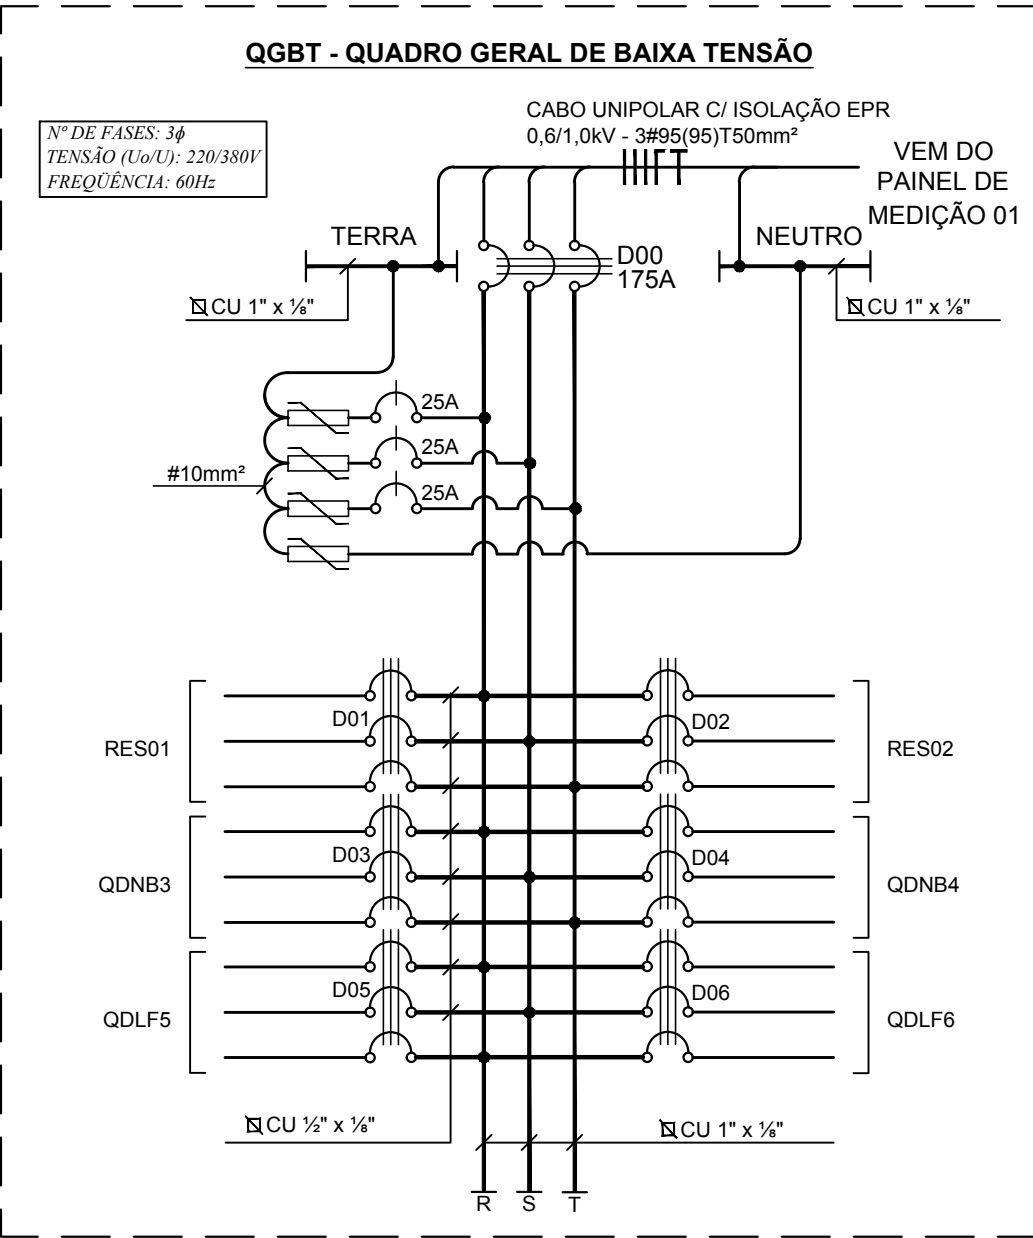 QGBT - QUADRO GERAL DE BAIXA TENSÃO
Nº DE FASES: 3ϕ
TENSÃO (Uo/U): 220/380V
FREQÜÊNCIA: 60Hz
CABO UNIPOLAR C/ ISOLAÇÃO EPR
0,6/1,0kV - 3#95(95)T50mm²
VEM DO
PAINEL DE
MEDIÇÃO 01
TERRA
D00
175A
NEUTRO
CU 1" x ⅛"
CU 1" x ⅛"
25A
25A
#10mm²
25A
D01
D02
RES01
RES02
D03
D04
QDNB3
QDNB4
D05
D06
QDLF5
QDLF6
CU ½" x ⅛"
CU 1" x ⅛"
R
S
T